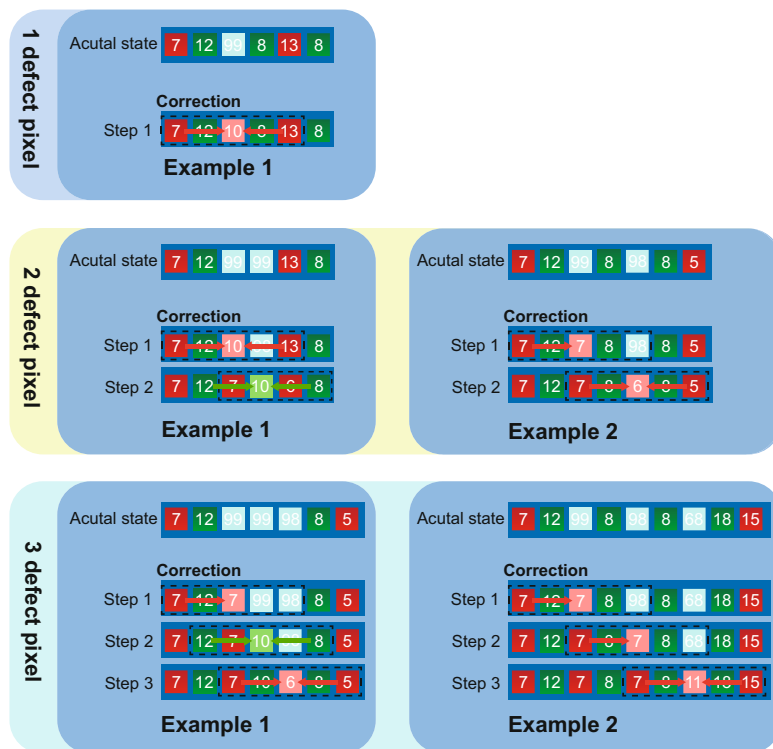 1 defect pixel
Acutal state 7 12 99 8 13 8
Correction
Step 1 7 12 10 8 13 8
Example 1
2 defect pixel
Acutal state 7 12 99 99 13 8
Correction
Step 1 7 12 10 13 8
Step 2 7 12 7 10 6 8
Example 1
Acutal state 7 12 99 8 98 8 5
Correction
Step 1 7 12 7 8 98 8 5
Step 2 7 12 7 8 6 8 5
Example 2
3 defect pixel
Acutal state 7 12 99 99 98 8 5
Correction
Step 1 7 12 7 99 98 8 5
Step 2 7 12 7 10 8 5
Step 3 7 12 7 10 6 8 5
Example 1
Acutal state 7 12 99 8 98 8 68 18 15
Correction
Step 1 7 12 7 8 98 8 68 18 15
Step 2 7 12 7 8 7 8 68 18 15
Step 3 7 12 7 8 7 8 11 18 15
Example 2